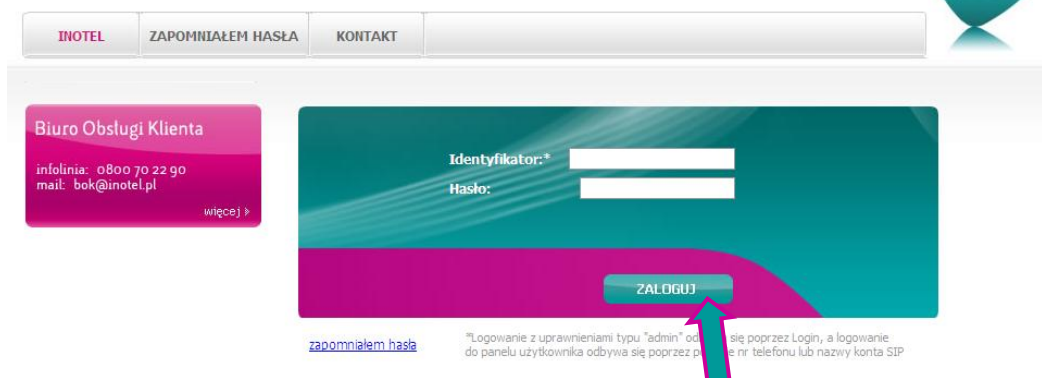 INOTEL ZAPOMNIAŁEM HASŁA KONTAKT
Biuro Obsługi Klienta
infolinia: 0800 70 22 90
mail: bok@inotel.pl
więcej
Identyfikator:*
Hasło:
ZALOGUJ
zapomniałem hasła
*Logowanie z uprawnieniami typu "admin" się poprzez Login, a logowanie
do panelu użytkownika odbywa się poprzez nr telefonu lub nazwy konta SIP